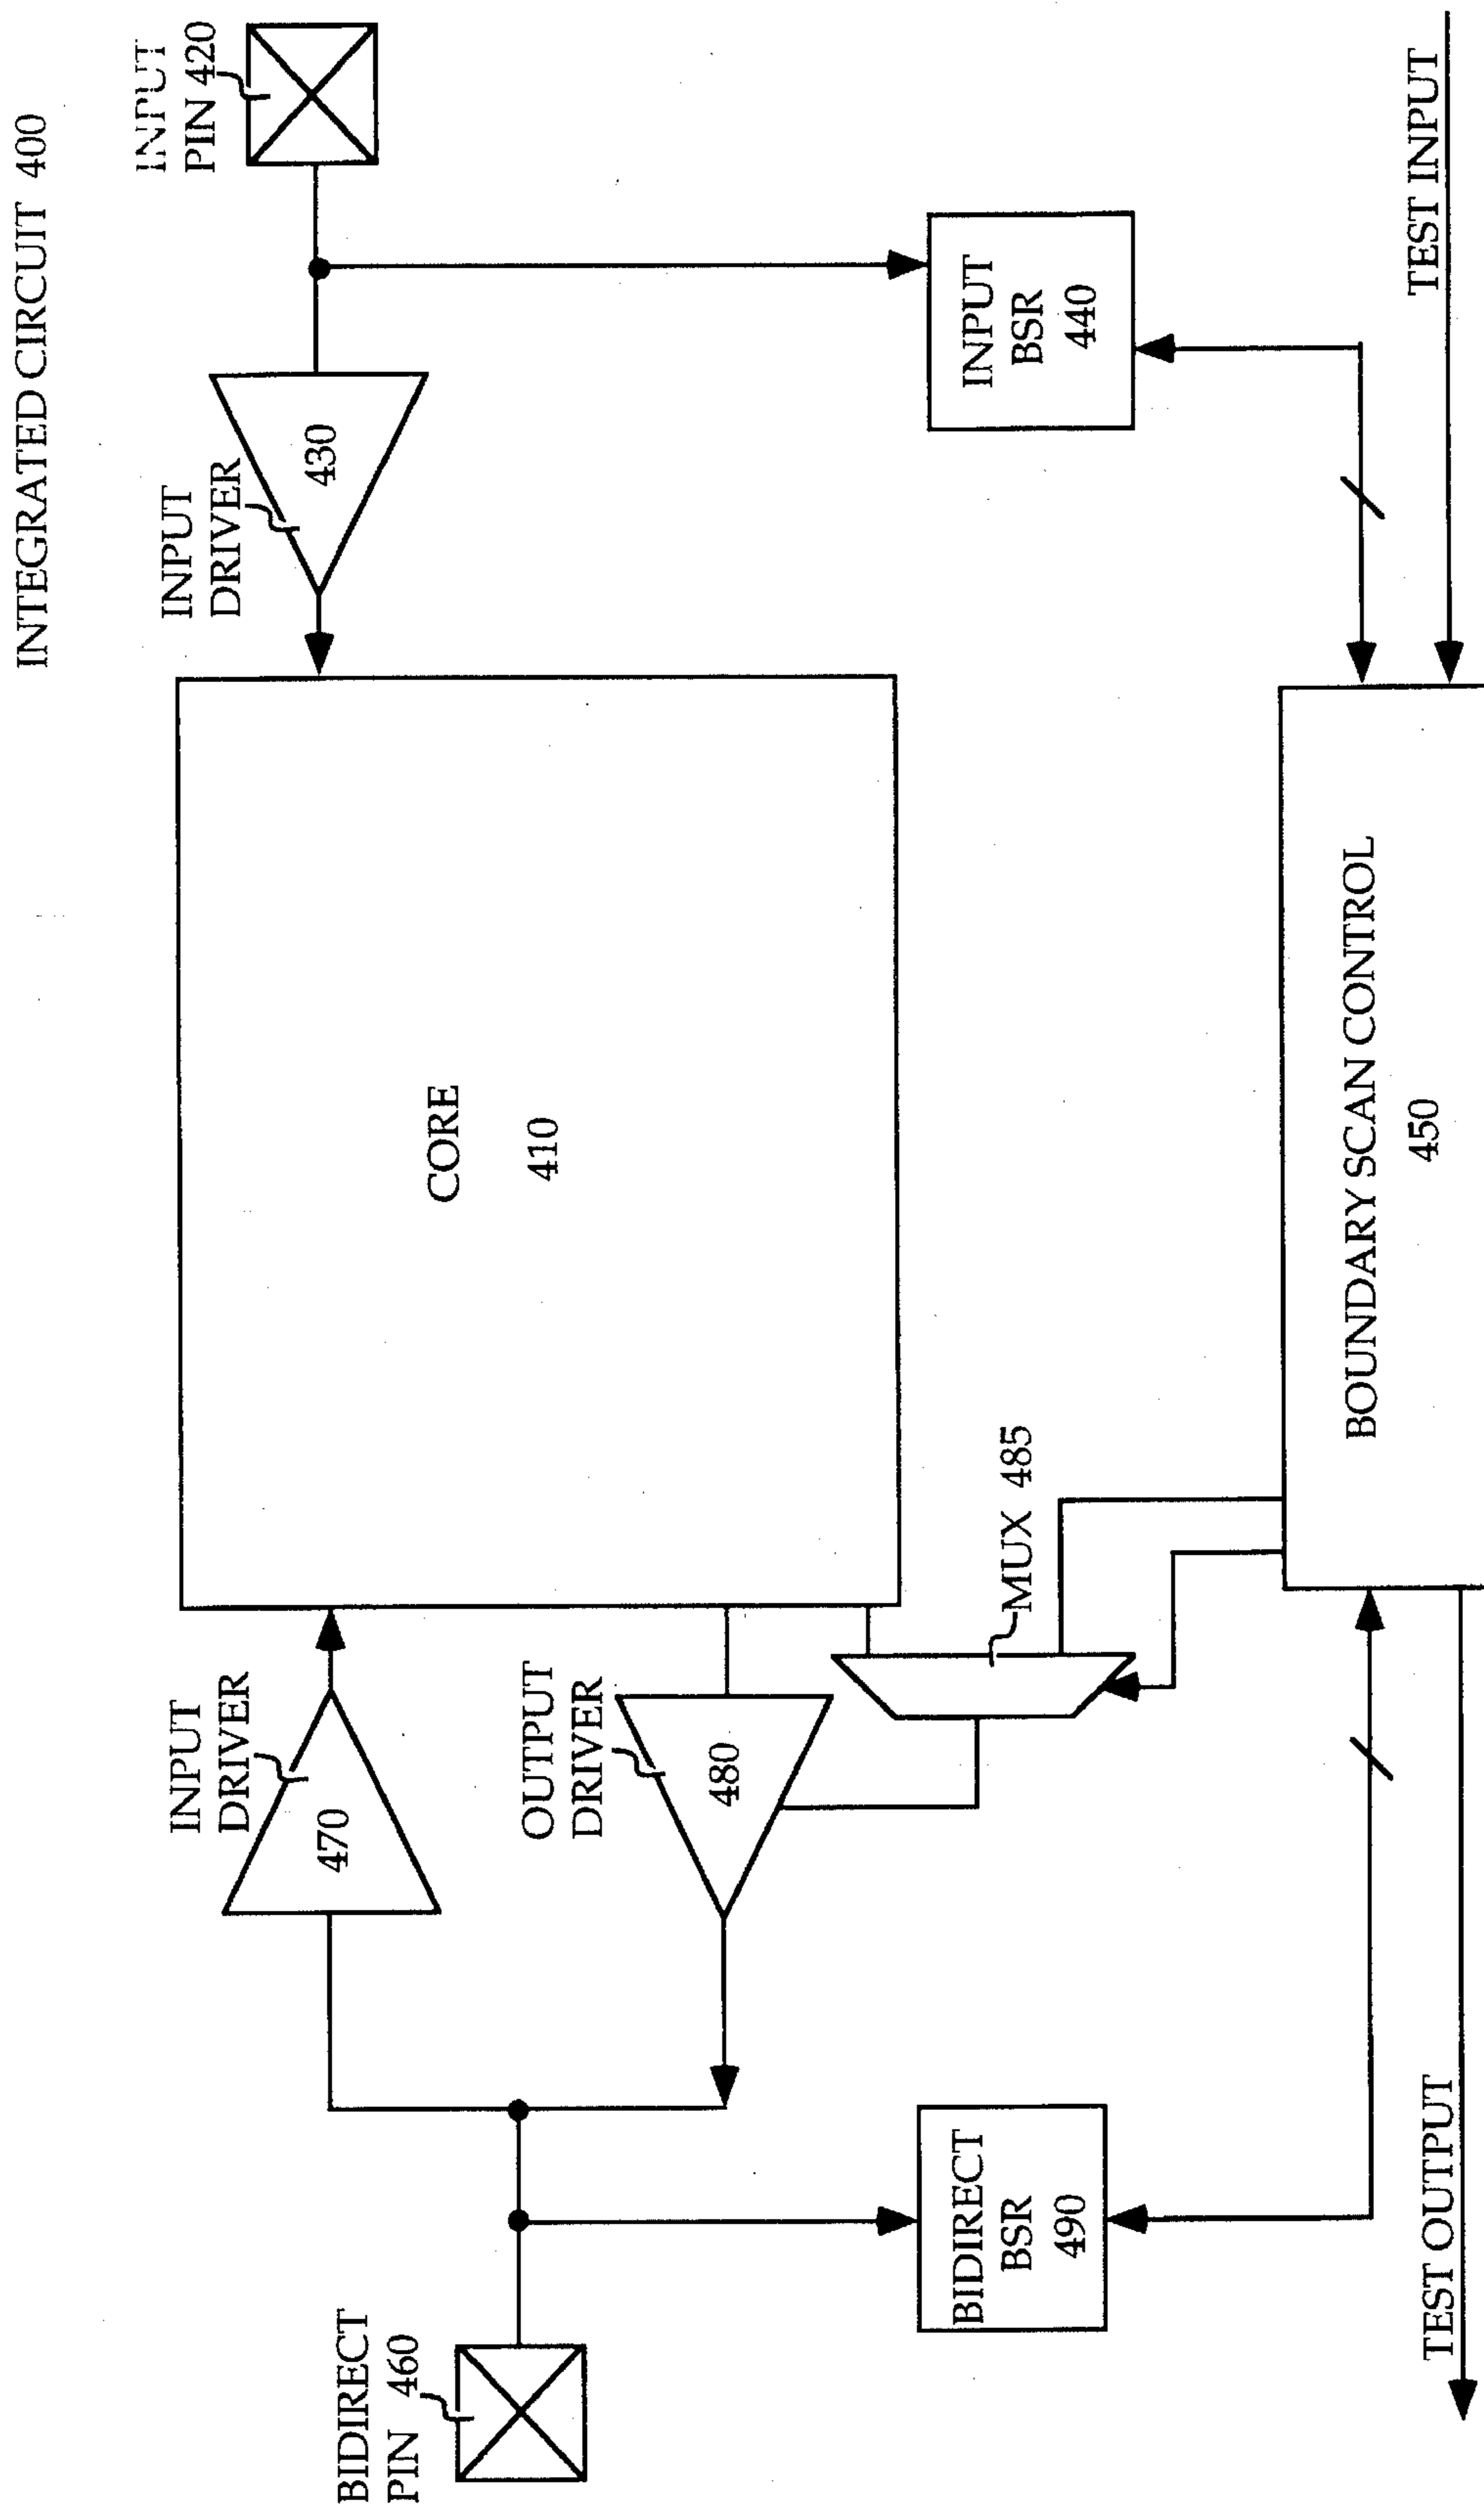 INTEGRATED CIRCUIT 400
BIDIRECT
PIN 460
INPUT
DRIVER
470
OUTPUT
DRIVER
480
MUX 485
BIDIRECT
BSR
490
CORE
410
INPUT
DRIVER
430
INPUT
PIN 420
INPUT
BSR
440
BOUNDARY SCAN CONTROL
450
TEST OUTPUT
TEST INPUT